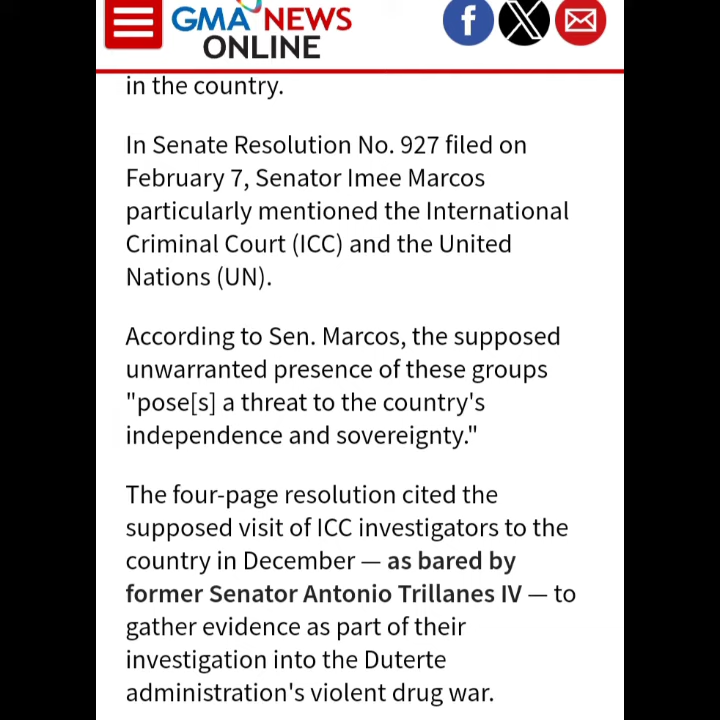 GMA NEWS
ONLINE
in the country.
In Senate Resolution No. 927 filed on
February 7, Senator Imee Marcos
particularly mentioned the International
Criminal Court (ICC) and the United
Nations (UN).
According to Sen. Marcos, the supposed
unwarranted presence of these groups
"pose[s] a threat to the country's
independence and sovereignty."
The four-page resolution cited the
supposed visit of ICC investigators to the
country in December — as bared by
former Senator Antonio Trillanes IV — to
gather evidence as part of their
investigation into the Duterte
administration's violent drug war.